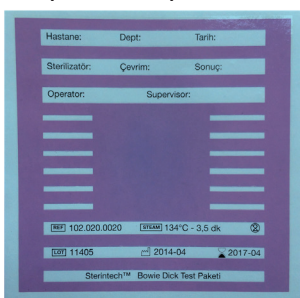 Hastane: Dept: Tarih:
Sterilizatör: Çevrim: Sonuç:
Operator: Supervisor:
REF 102.020.0020 STEAM 134°C - 3,5 dk
LOT 11405 2014-04 2017-04
Sterintech™ Bowie Dick Test Paketi